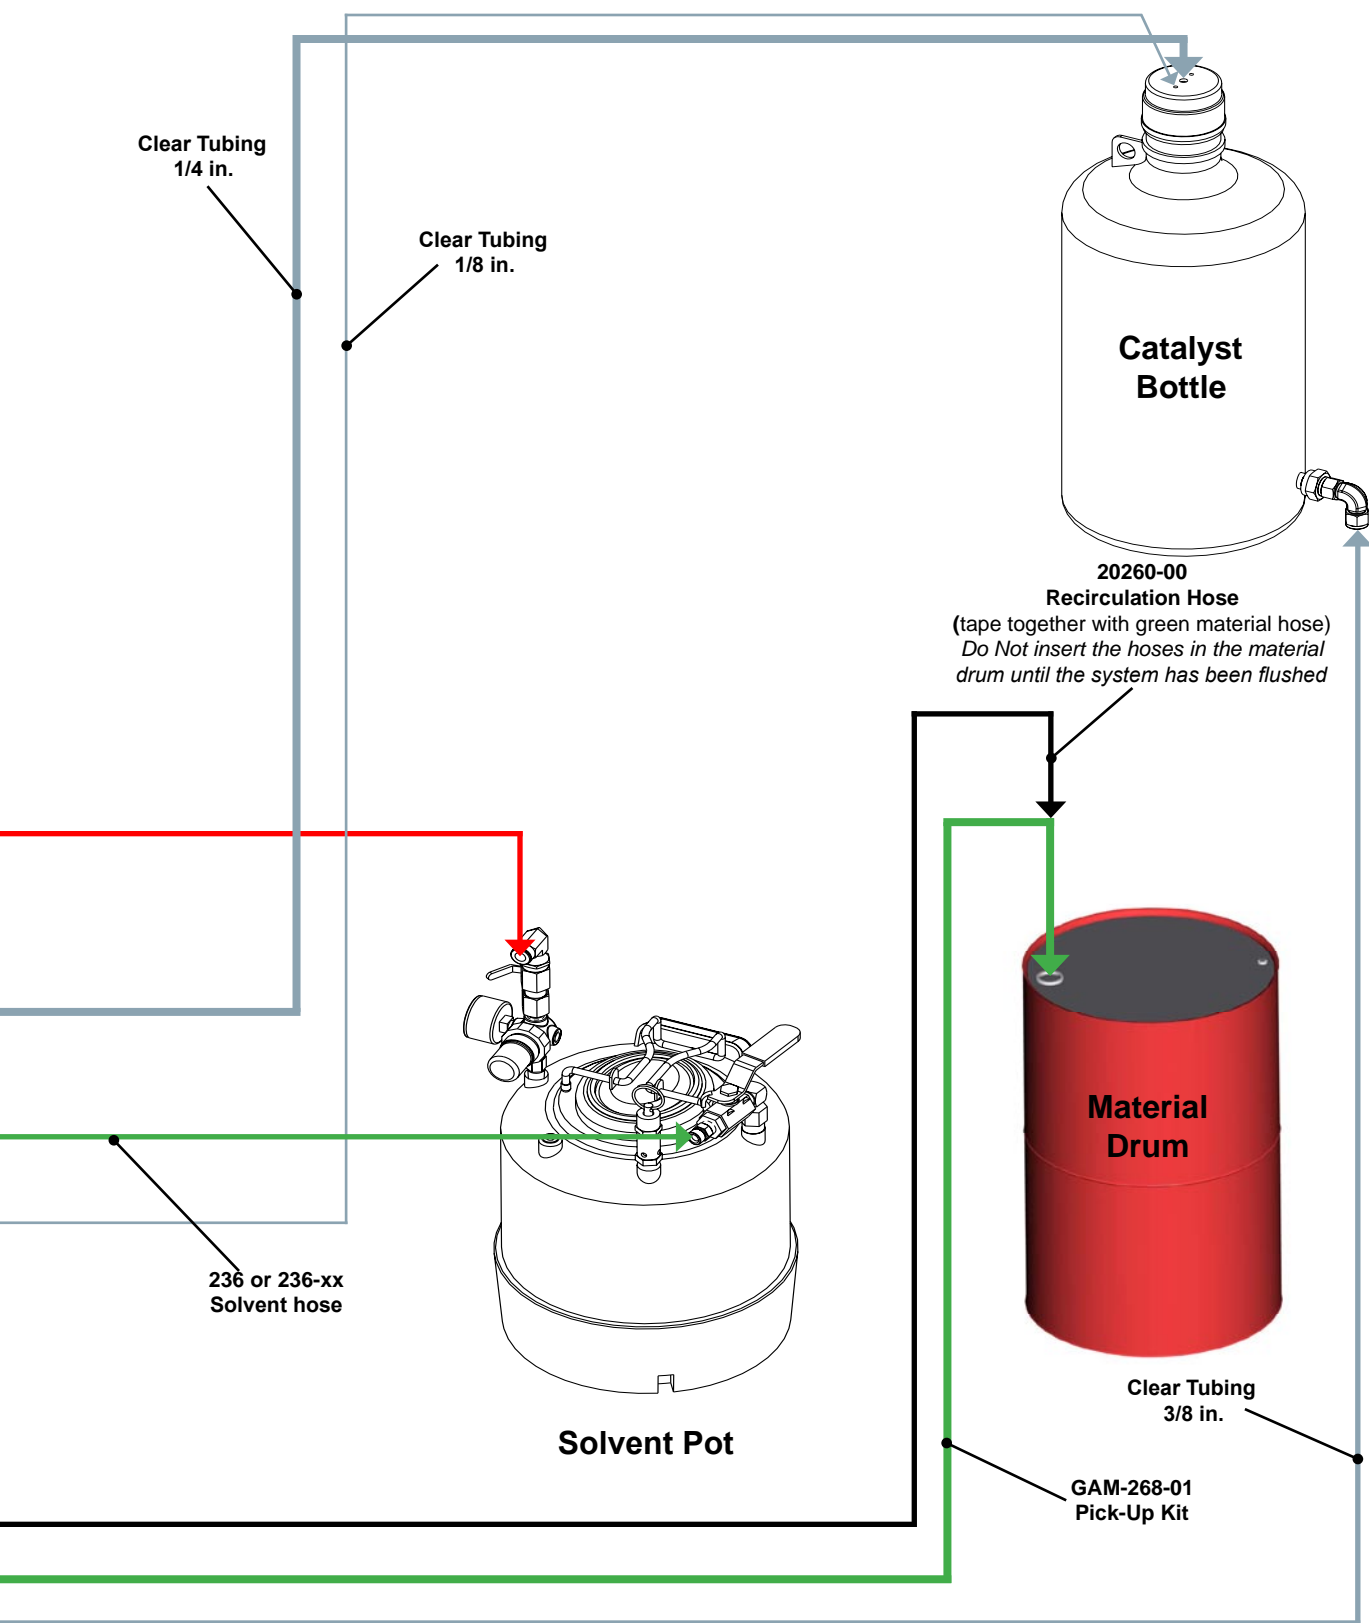 Clear Tubing
1/4 in.
Clear Tubing
1/8 in.
Catalyst
Bottle
20260-00
Recirculation Hose
(tape together with green material hose)
Do Not insert the hoses in the material
drum until the system has been flushed
Material
Drum
236 or 236-xx
Solvent hose
Solvent Pot
Clear Tubing
3/8 in.
GAM-268-01
Pick-Up Kit